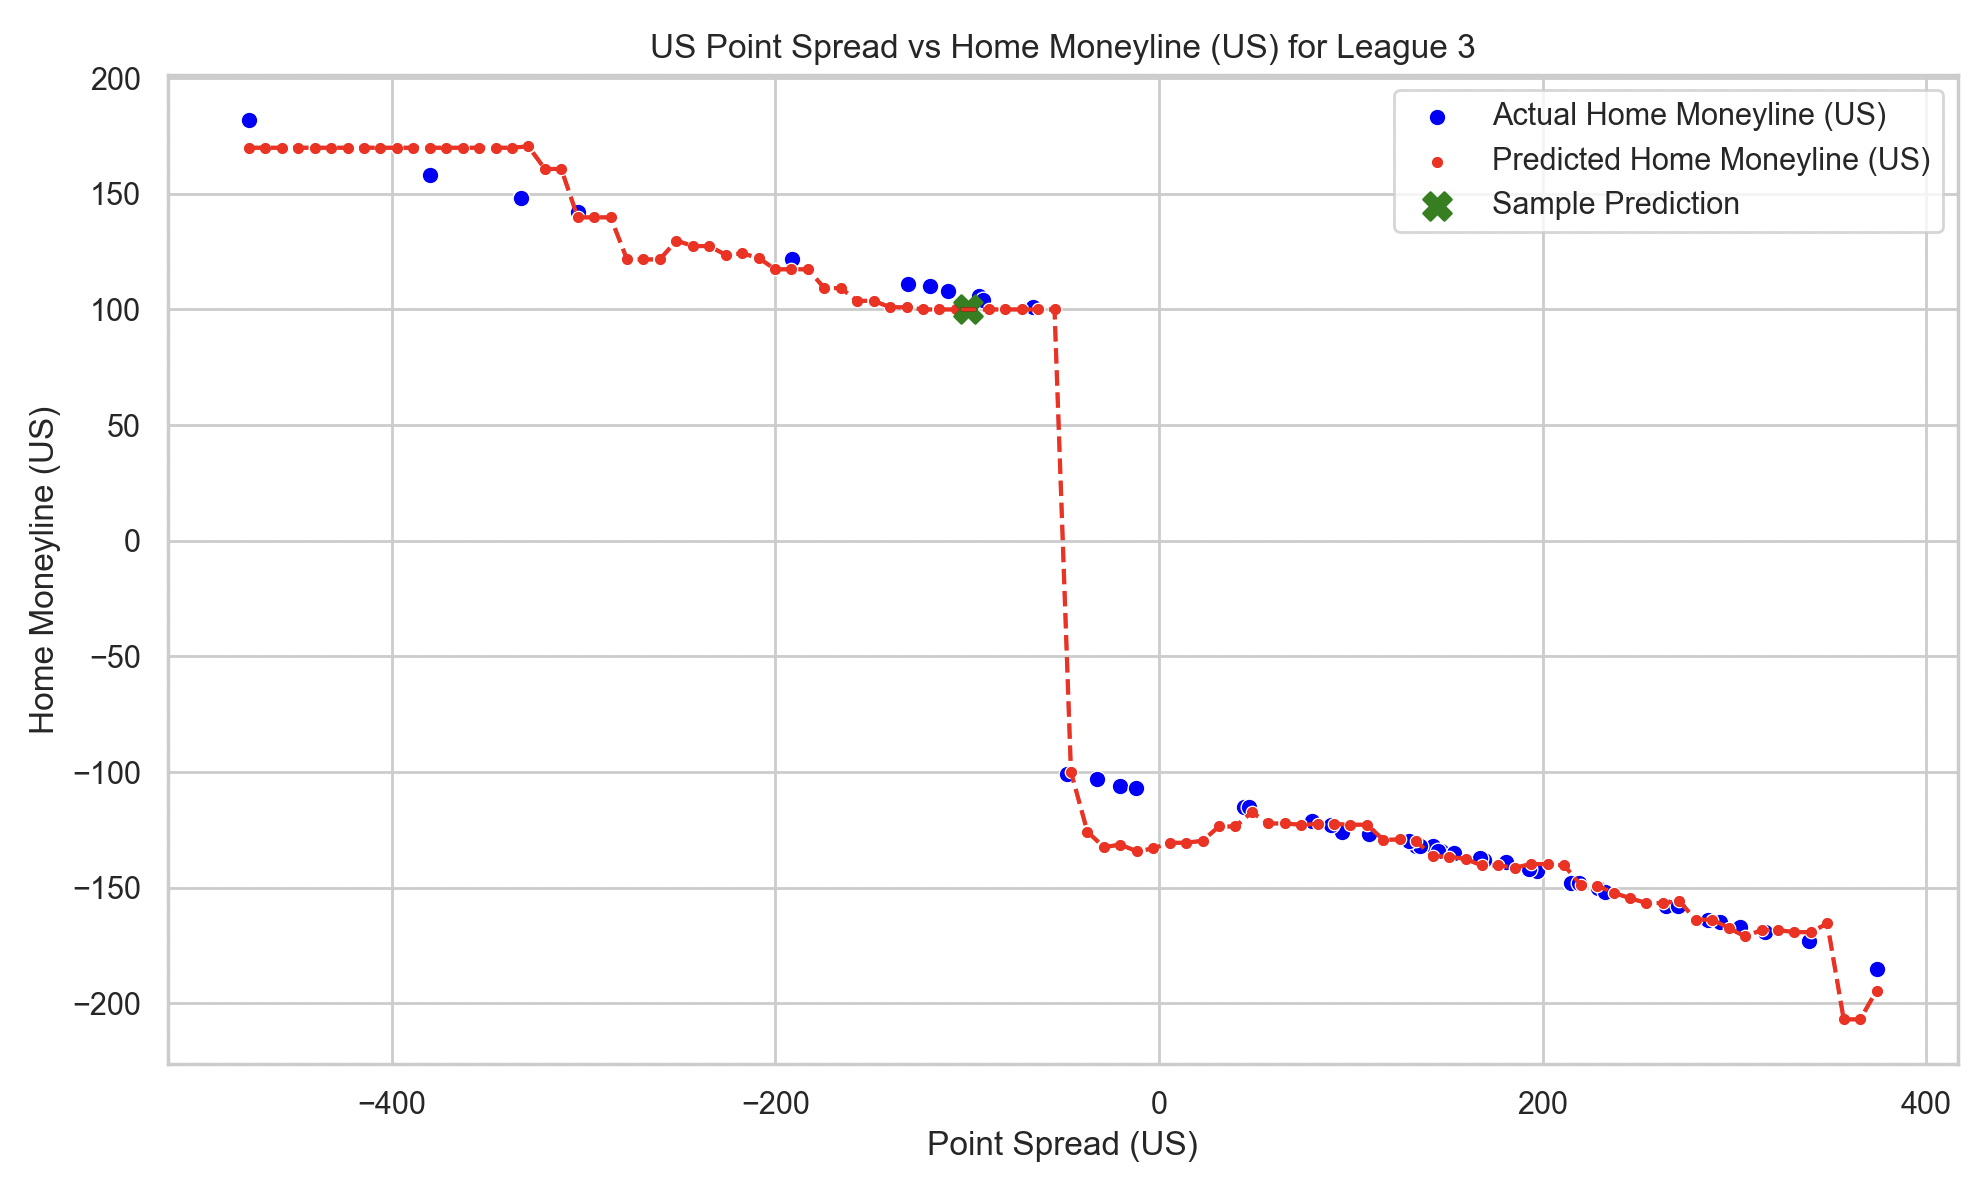 US Point Spread vs Home Moneyline (US) for League 3
Actual Home Moneyline (US)
Predicted Home Moneyline (US)
Sample Prediction
Home Moneyline (US)
200
150
100
50
0
−50
−100
−150
−200
−400
−200
0
200
400
Point Spread (US)